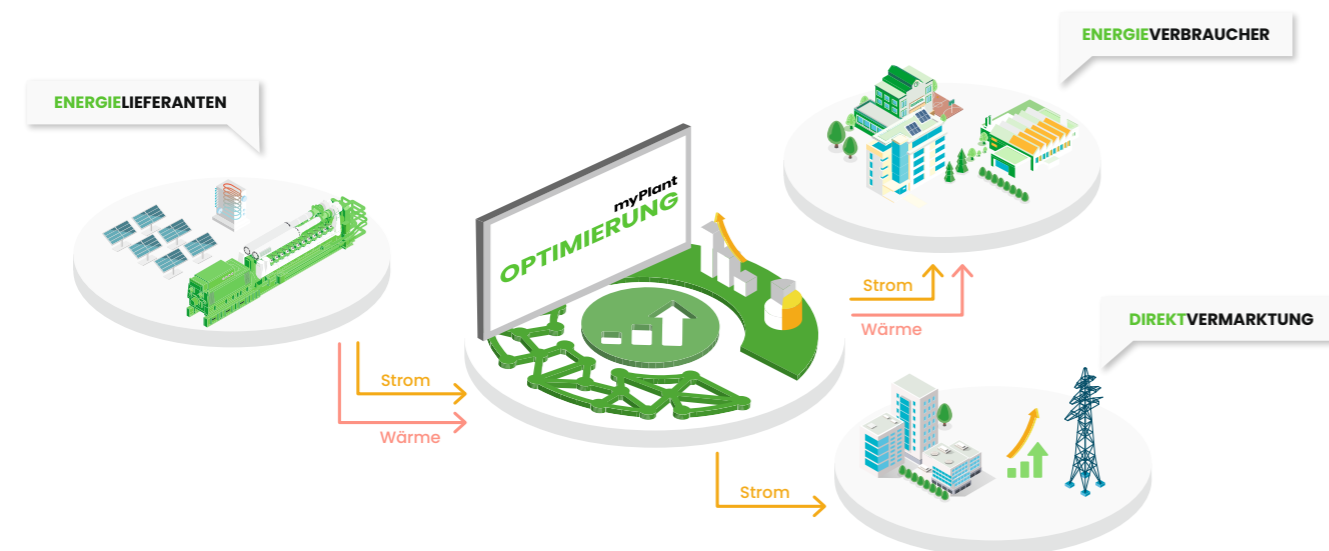 ENERGIEVERBRAUCHER
ENERGIELIEFERANTEN
myPlant
OPTIMIERUNG
Strom
Wärme
DIREKTVERMARKTUNG
Strom
Wärme
Strom